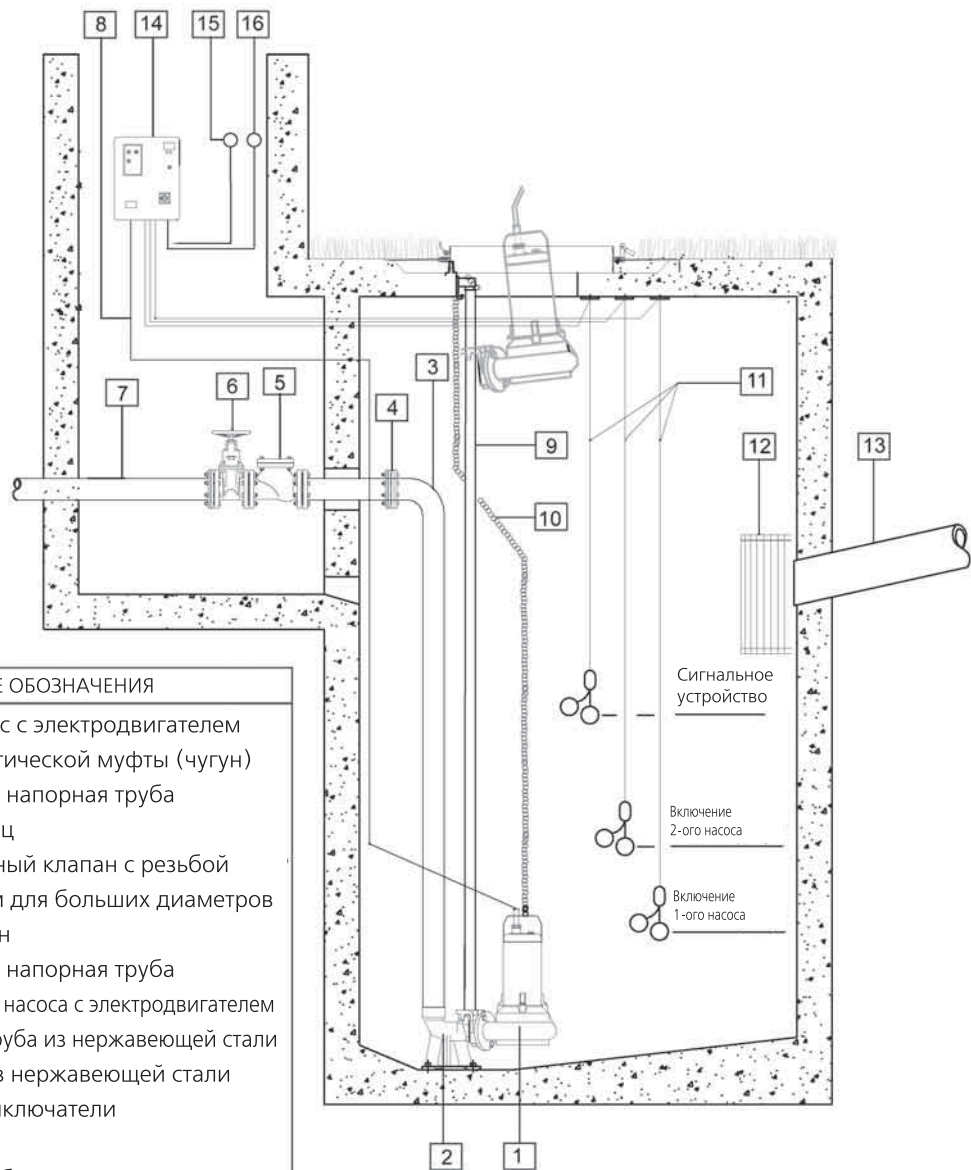 8 14 15 16
7 6 5 4 3
9
10
11
12
13
Сигнальное
устройство
Включение
2-ого насоса
Включение
1-ого насоса
Е ОБОЗНАЧЕНИЯ
с с электродвигателем
тической муфты (чугун)
напорная труба
ц
ный клапан с резьбой
и для больших диаметров
н
напорная труба
насоса с электродвигателем
руба из нержавеющей стали
з нержавеющей стали
ключатели
2 1